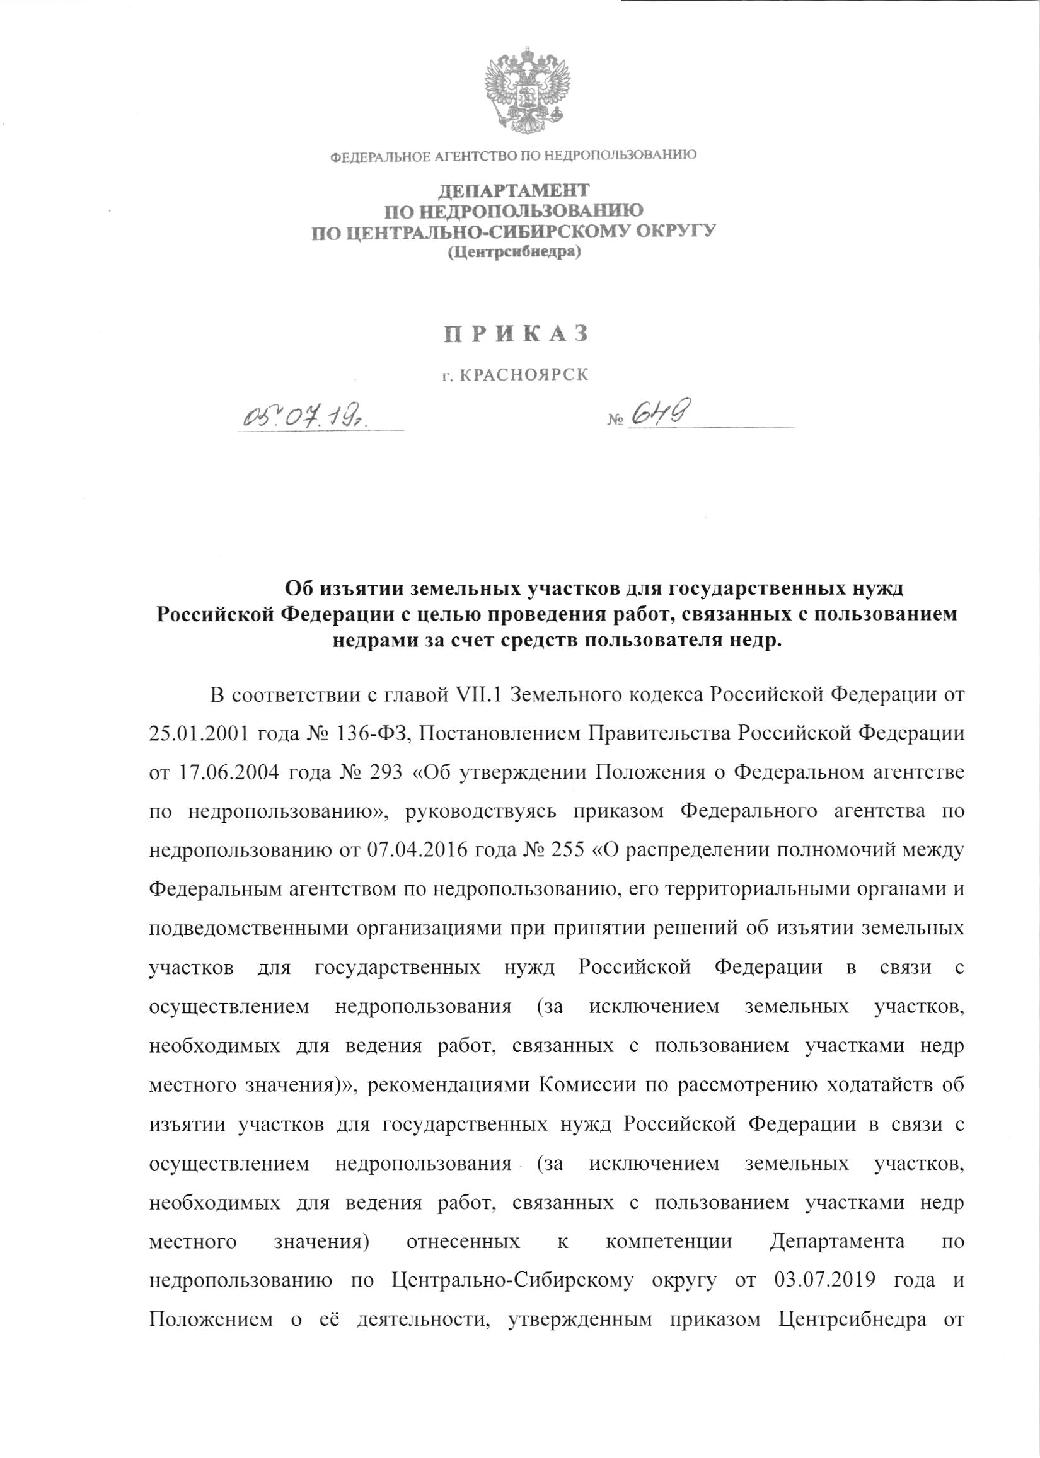 ФЕДЕРАЛЬНОЕ АГЕНТСТВО ПО НЕДРОПОЛЬЗОВАНИЮ
ДЕПАРТАМЕНТ
ПО НЕДРОПОЛЬЗОВАНИЮ
ПО ЦЕНТРАЛЬНО-СИБИРСКОМУ ОКРУГУ
(Центрсибнедра)
ПРИКАЗ
г. КРАСНОЯРСК
05.07.19г. № 649
Об изъятии земельных участков для государственных нужд
Российской Федерации с целью проведения работ, связанных с пользованием
недрами за счет средств пользователя недр.
В соответствии с главой VII.1 Земельного кодекса Российской Федерации от
25.01.2001 года № 136-ФЗ, Постановлением Правительства Российской Федерации
от 17.06.2004 года № 293 «Об утверждении Положения о Федеральном агентстве
по недропользованию», руководствуясь приказом Федерального агентства по
недропользованию от 07.04.2016 года № 255 «О распределении полномочий между
Федеральным агентством по недропользованию, его территориальными органами и
подведомственными организациями при принятии решений об изъятии земельных
участков для государственных нужд Российской Федерации в связи с
осуществлением недропользования (за исключением земельных участков,
необходимых для ведения работ, связанных с пользованием участками недр
местного значения)», рекомендациями Комиссии по рассмотрению ходатайств об
изъятии участков для государственных нужд Российской Федерации в связи с
осуществлением недропользования (за исключением земельных участков,
необходимых для ведения работ, связанных с пользованием участками недр
местного значения) отнесенных к компетенции Департамента по
недропользованию по Центрально-Сибирскому округу от 03.07.2019 года и
Положением о её деятельности, утвержденным приказом Центрсибнедра от